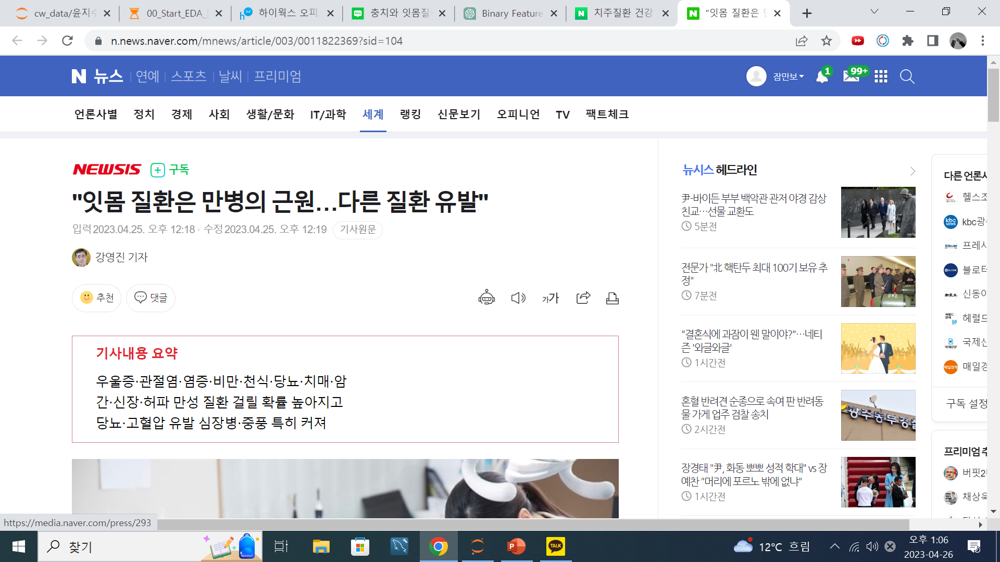 cw_data/윤지수
00_Start_EDA_
하이웍스 오피
충치와 잇몸질
Binary Feature
치주질환 건강
"잇몸 질환은 만
n.news.naver.com/mnews/article/003/0011822369?sid=104
N 뉴스 연예 스포츠 날씨 프리미엄
잠만보
1
99+
언론사별 정치 경제 사회 생활/문화 IT/과학 세계 랭킹 신문보기 오피니언 TV 팩트체크
NEWSIS
구독
"잇몸 질환은 만병의 근원…다른 질환 유발"
입력 2023.04.25. 오후 12:18 수정 2023.04.25. 오후 12:19 기사원문
강영진 기자
추천
댓글
가가
기사내용 요약
우울증·관절염·염증·비만·천식·당뇨·치매·암
간·신장·허파 만성 질환 걸릴 확률 높아지고
당뇨·고혈압 유발 심장병·중풍 특히 커져
뉴시스 헤드라인
尹-바이든 부부 백악관 관저 야경 감상
친교…선물 교환도
5분전
전문가 "北 핵탄두 최대 100기 보유 추
정"
7분전
"결혼식에 과잠이 웬 말이야?"…네티
즌 '와글와글'
1시간전
혼혈 반려견 순종으로 속여 판 반려동
물 가게 업주 검찰 송치
2시간전
광주동부경찰
장경태 "尹, 화동 뽀뽀 성적 학대" vs 장
예찬 "머리에 포르노 밖에 없냐"
1시간전
다른 언론사
헬스조
kbc광
프레시
블로터
신동아
헤럴드
국제신
매일경
구독 설정
프리미엄 추
버핏2
채상욱
https://media.naver.com/press/293
찾기
TALK
12°C 흐림
오후 1:06
2023-04-26